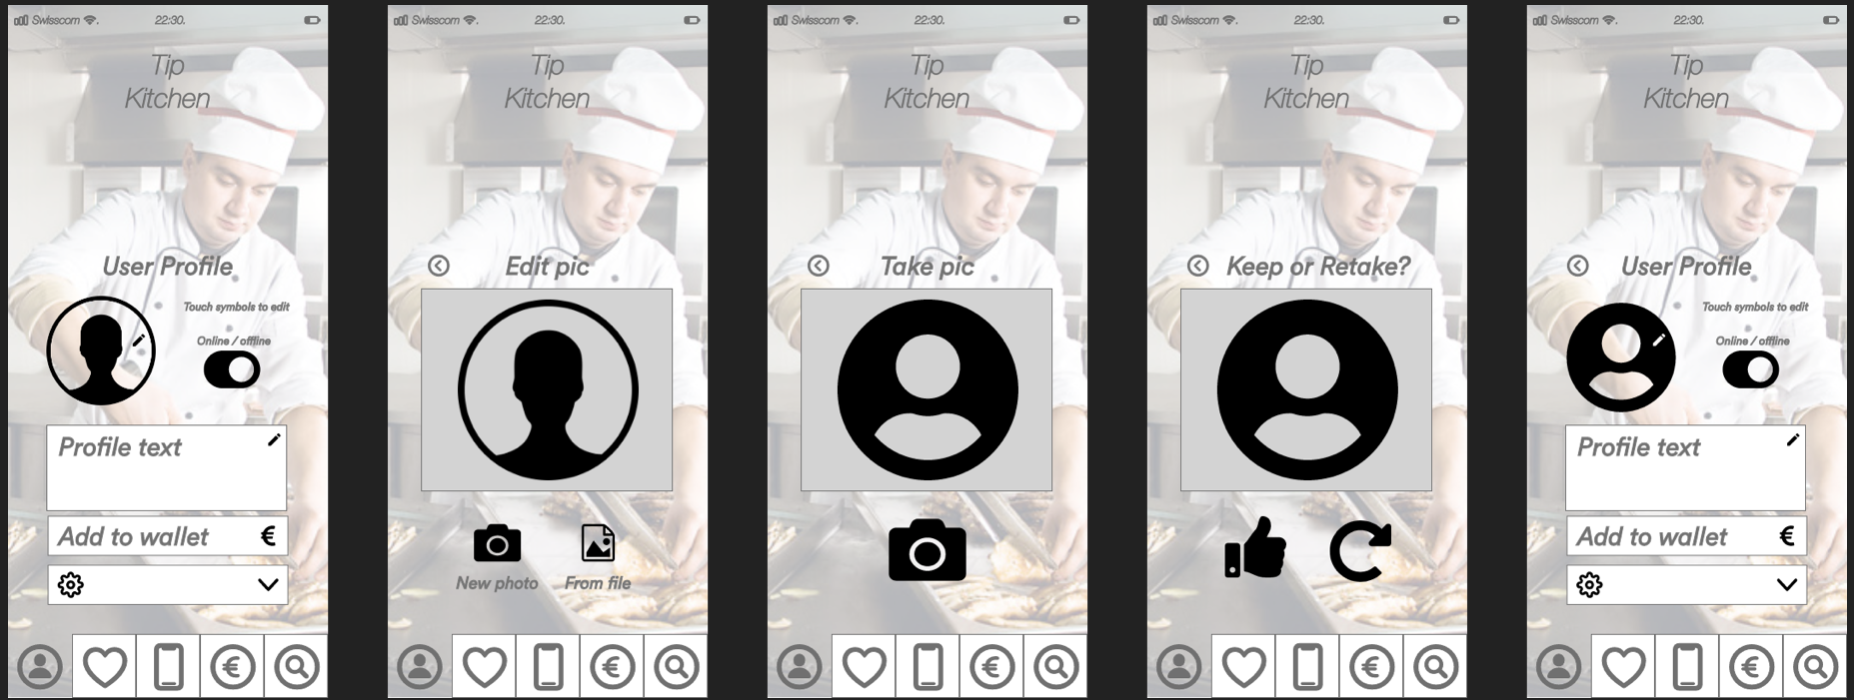 Swisscom 22:30.
Tip
Kitchen
User Profile
Touch symbols to edit
Online / offline
Profile text
Add to wallet €
€
Swisscom 22:30.
Tip
Kitchen
Edit pic
New photo From file
€
Swisscom 22:30.
Tip
Kitchen
Take pic
€
Swisscom 22:30.
Tip
Kitchen
Keep or Retake?
€
Swisscom 22:30.
Tip
Kitchen
User Profile
Touch symbols to edit
Online / offline
Profile text
Add to wallet €
€